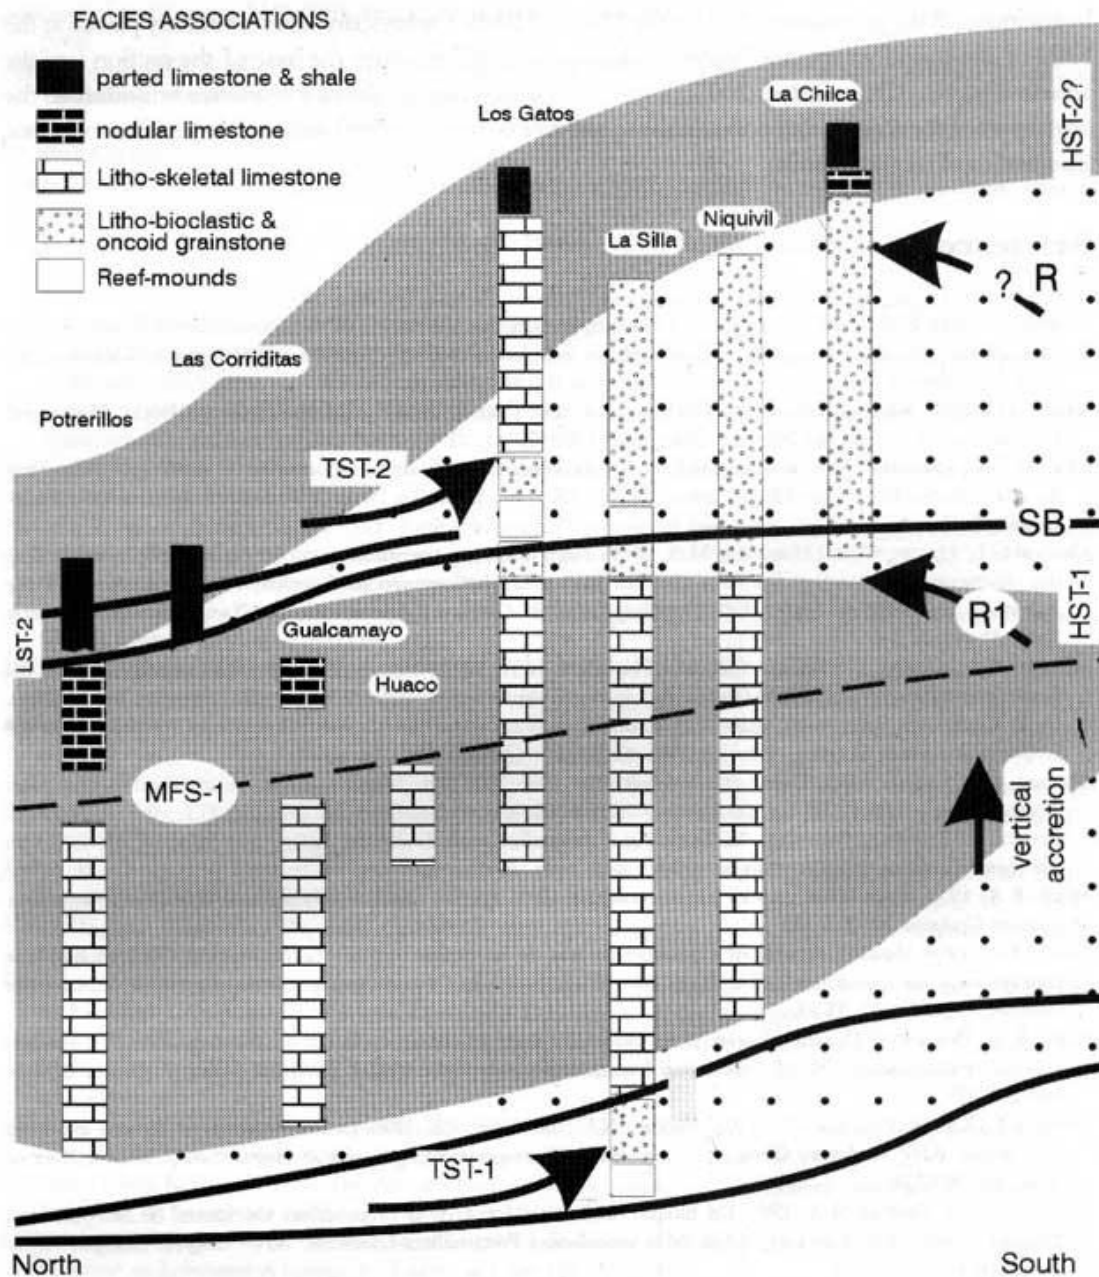 FACIES ASSOCIATIONS
parted limestone & shale
nodular limestone
Litho-skeletal limestone
Litho-bioclastic &
oncoid grainstone
Reef-mounds
Los Gatos
La Chilca
HST-2?
La Silla
Niquivil
? R
Las Corriditas
Potrerillos
TST-2
SB
LST-2
Gualcamayo
R1
HST-1
Huaco
MFS-1
vertical
accretion
TST-1
North
South